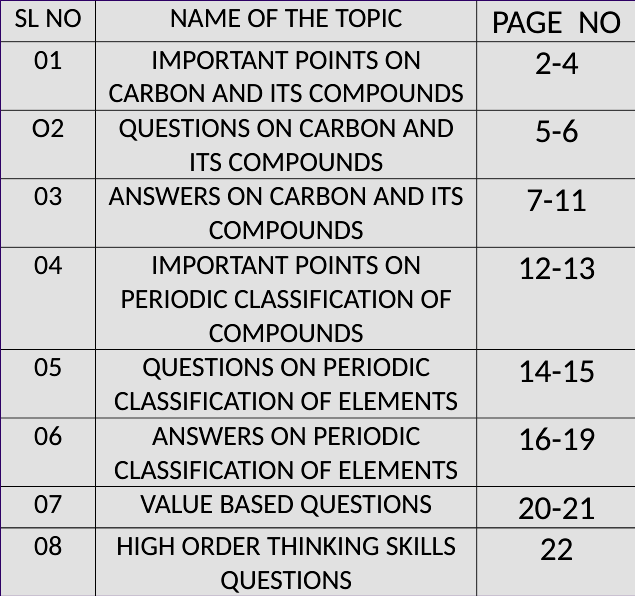 SL NO NAME OF THE TOPIC PAGE NO
01 IMPORTANT POINTS ON 2-4
CARBON AND ITS COMPOUNDS
O2 QUESTIONS ON CARBON AND 5-6
ITS COMPOUNDS
03 ANSWERS ON CARBON AND ITS 7-11
COMPOUNDS
04 IMPORTANT POINTS ON 12-13
PERIODIC CLASSIFICATION OF
COMPOUNDS
05 QUESTIONS ON PERIODIC 14-15
CLASSIFICATION OF ELEMENTS
06 ANSWERS ON PERIODIC 16-19
CLASSIFICATION OF ELEMENTS
07 VALUE BASED QUESTIONS 20-21
08 HIGH ORDER THINKING SKILLS 22
QUESTIONS